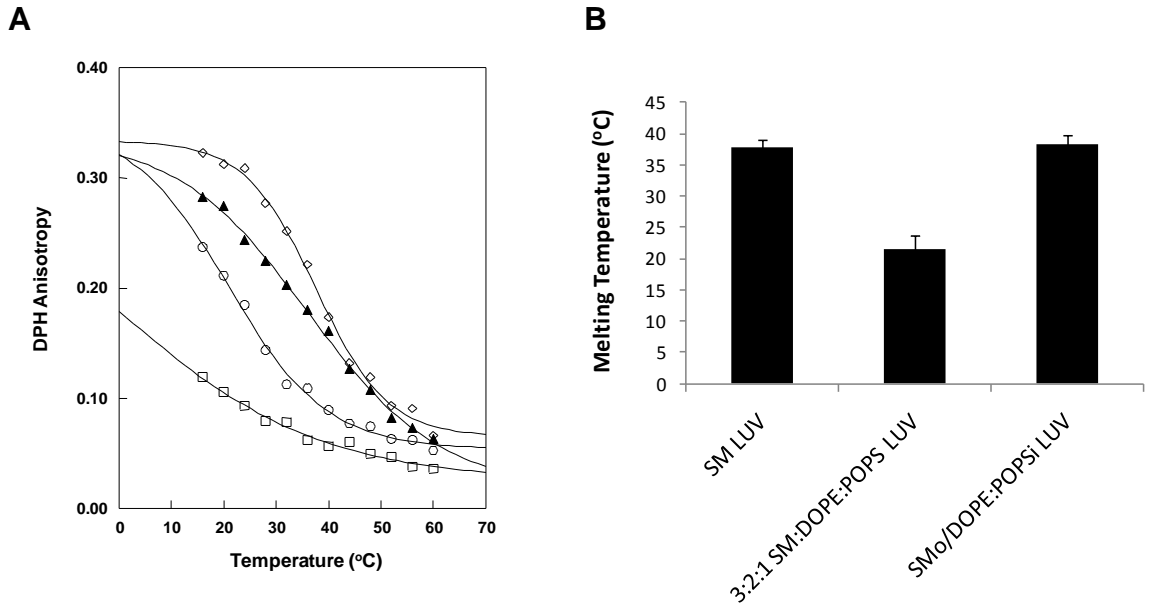 A
B
0.40
0.30
0.20
0.10
0.00
DPH Anisotropy
0 10 20 30 40 50 60 70
Temperature (ºC)
45
40
35
30
25
20
15
10
5
0
Melting Temperature (ºC)
SM LUV
3:2:1 SM:DOPE:POPS LUV
SMo/DOPE:POPSi LUV